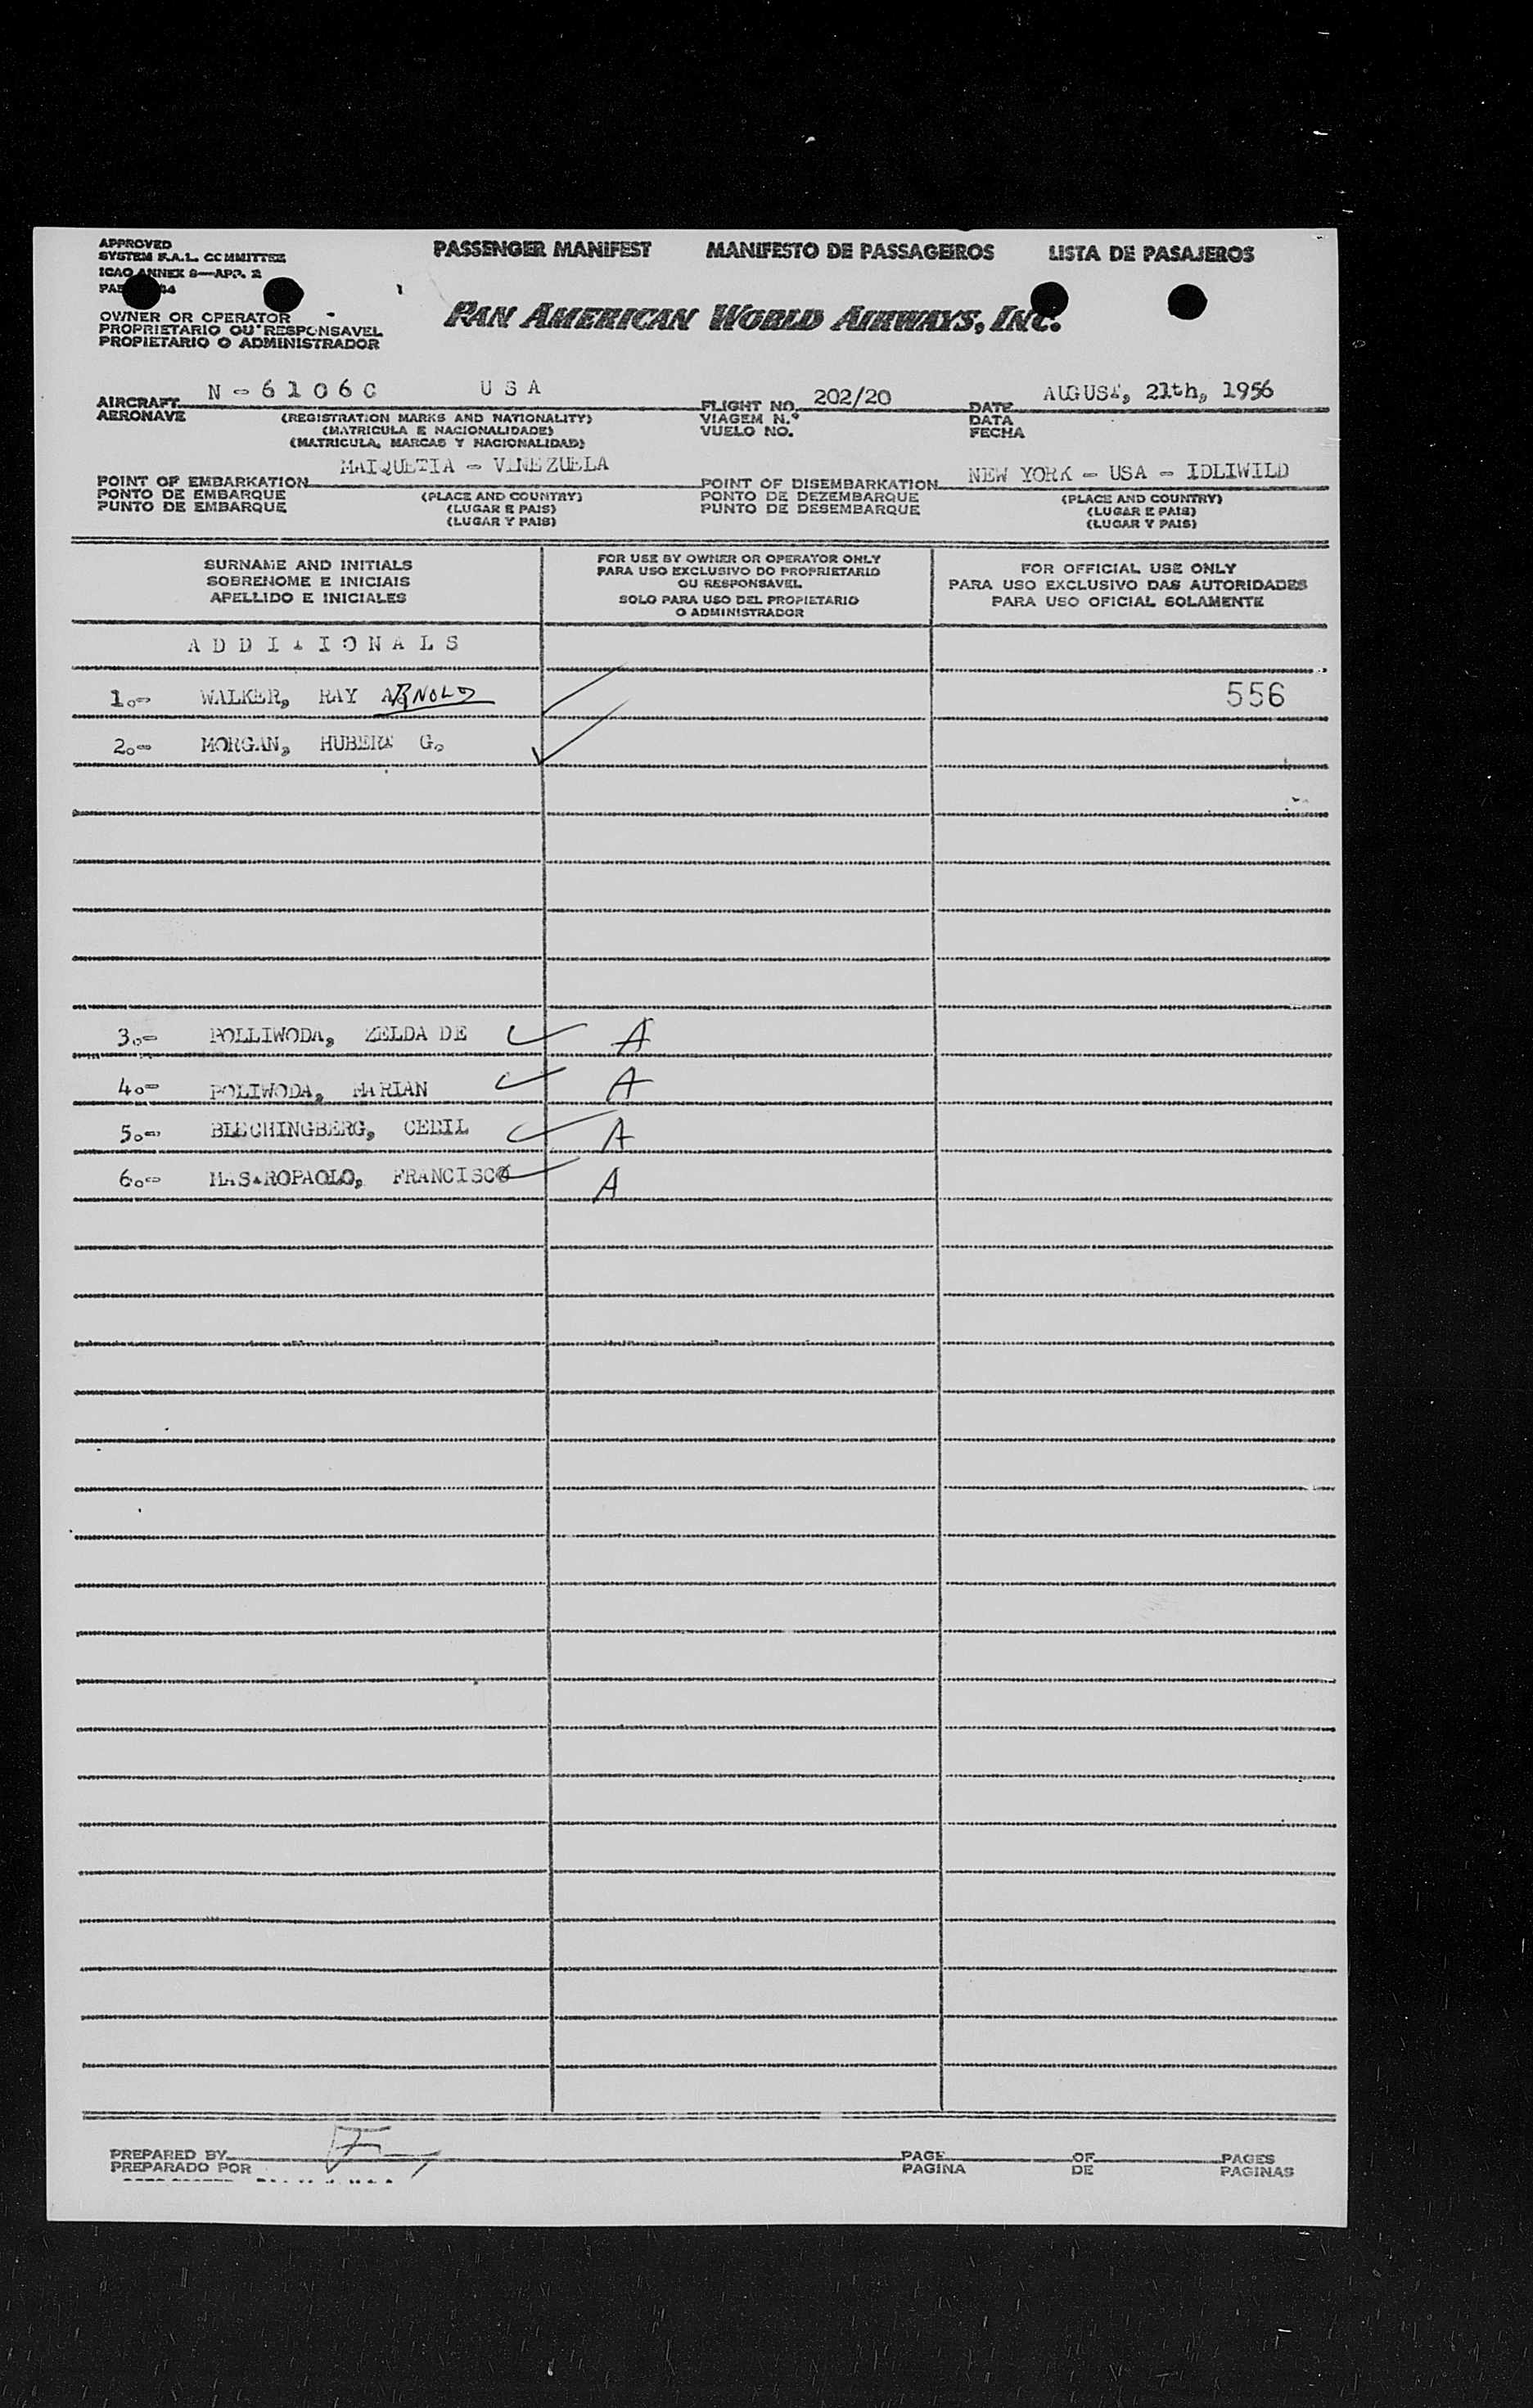 APPROVED
SYSTEM F.A.L. COMMITTEE
ICAO ANNEX 9—APP. 2
PASSENGER MANIFEST MANIFESTO DE PASSAGEIROS LISTA DE PASAJEROS
OWNER OR OPERATOR
PROPRIETARIO OU RESPONSAVEL
PROPIETARIO O ADMINISTRADOR
PAN AMERICAN WORLD AIRWAYS, INC.
AIRCRAFT N-6106C USA FLIGHT NO. 202/20 DATE AUGUST, 21th, 1956
AERONAVE (REGISTRATION MARKS AND NATIONALITY) VIAGEM N.º DATA
(MATRICULA E NACIONALIDADE) VUELO NO. FECHA
(MATRICULA, MARCAS Y NACIONALIDAD)
POINT OF EMBARKATION MAIQUETIA - VENEZUELA POINT OF DISEMBARKATION NEW YORK - USA - IDLIWILD
PONTO DE EMBARQUE (PLACE AND COUNTRY) PONTO DE DEZEMBARQUE (PLACE AND COUNTRY)
PUNTO DE EMBARQUE (LUGAR E PAIS) PUNTO DE DESEMBARQUE (LUGAR E PAIS)
(LUGAR Y PAIS) (LUGAR Y PAIS)
SURNAME AND INITIALS
SOBRENOME E INICIAIS
APELLIDO E INICIALES
FOR USE BY OWNER OR OPERATOR ONLY
PARA USO EXCLUSIVO DO PROPRIETARIO
OU RESPONSAVEL
SOLO PARA USO DEL PROPIETARIO
O ADMINISTRADOR
FOR OFFICIAL USE ONLY
PARA USO EXCLUSIVO DAS AUTORIDADES
PARA USO OFICIAL SOLAMENTE
ADDITIONALS
1.- WALKER, RAY ARNOLD 556
2.- MORGAN, HUBERT G.
3.- POLLIWODA, ZELDA DE A
4.- POLIWODA, MARIAN A
5.- BLECHINGBERG, CEDIL A
6.- MASTROPAOLO, FRANCISCO A
PREPARED BY PAGE OF PAGES
PREPARADO POR PAGINA DE PAGINAS